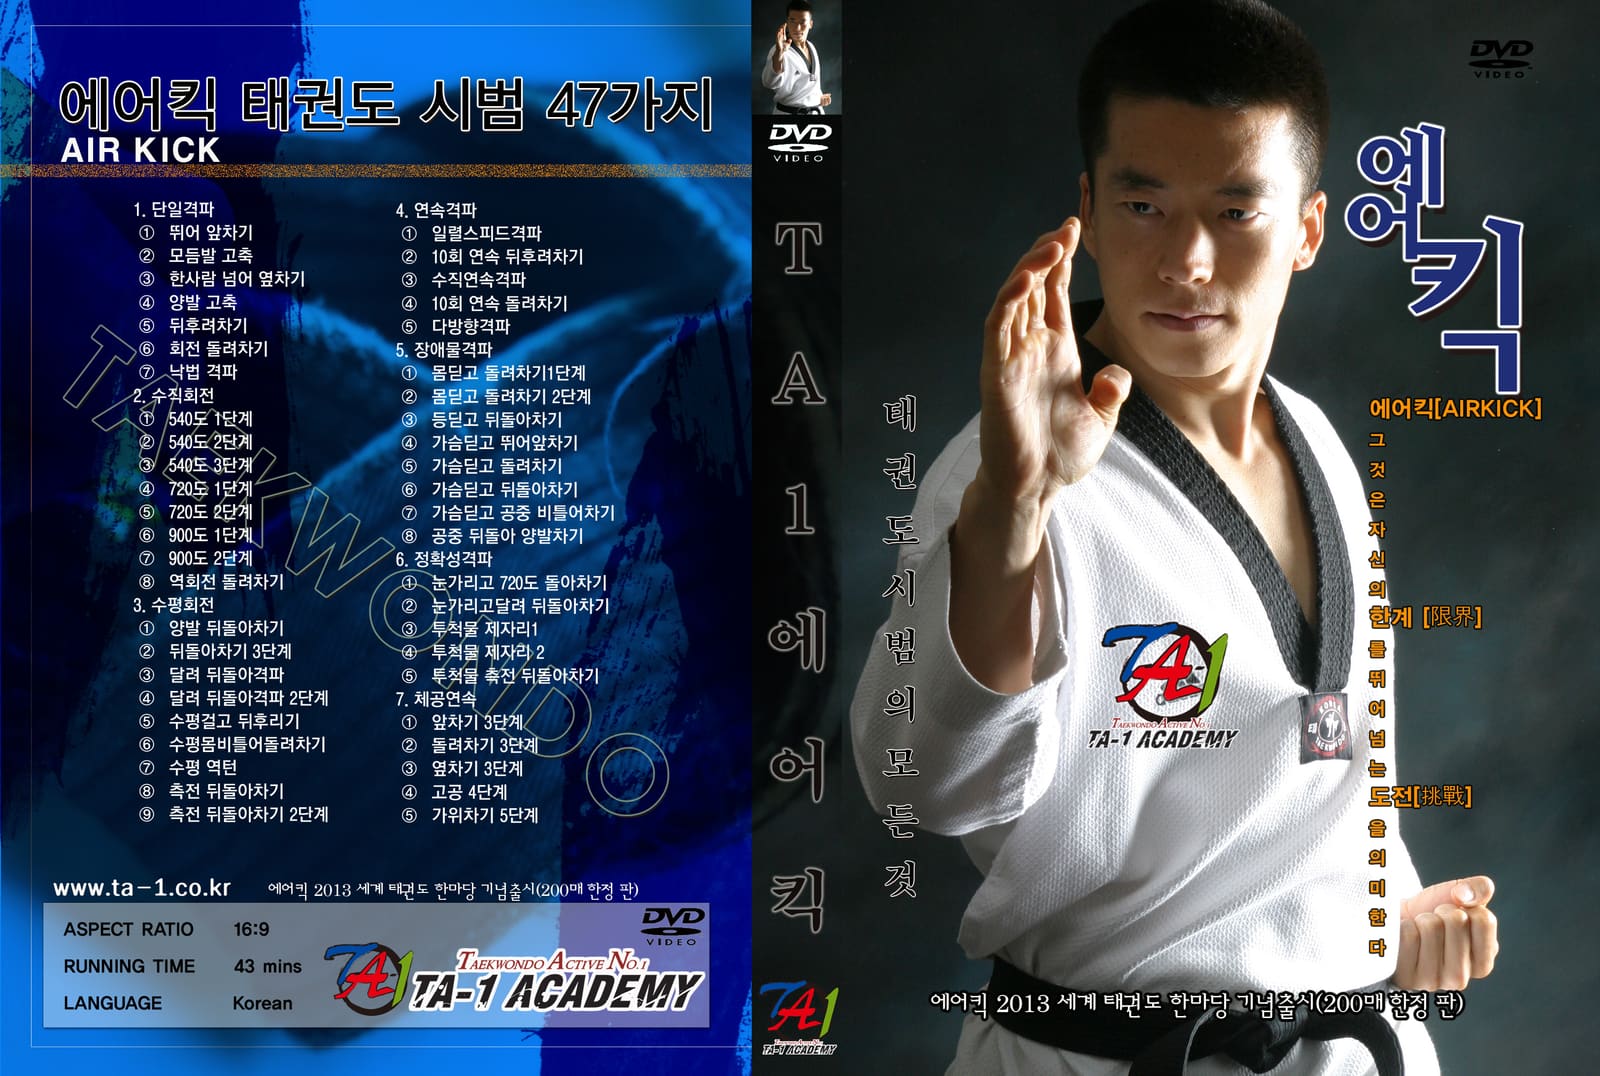 에어킥 태권도 시범 47가지
AIR KICK
1. 단일격파
① 뛰어 앞차기
② 모듬발 고축
③ 한사람 넘어 옆차기
④ 양발 고축
⑤ 뒤후려차기
⑥ 회전 돌려차기
⑦ 낙법 격파
2. 수직회전
① 540도 1단계
② 540도 2단계
③ 540도 3단계
④ 720도 1단계
⑤ 720도 2단계
⑥ 900도 1단계
⑦ 900도 2단계
⑧ 역회전 돌려차기
3. 수평회전
① 양발 뒤돌아차기
② 뒤돌아차기 3단계
③ 달려 뒤돌아격파
④ 달려 뒤돌아격파 2단계
⑤ 수평걸고 뒤후리기
⑥ 수평몸비틀어돌려차기
⑦ 수평 역턴
⑧ 측전 뒤돌아차기
⑨ 측전 뒤돌아차기 2단계
4. 연속격파
① 일렬스피드격파
② 10회 연속 뒤후려차기
③ 수직연속격파
④ 10회 연속 돌려차기
⑤ 다방향격파
5. 장애물격파
① 몸딛고 돌려차기1단계
② 몸딛고 돌려차기 2단계
③ 등딛고 뒤돌아차기
④ 가슴딛고 뛰어앞차기
⑤ 가슴딛고 돌려차기
⑥ 가슴딛고 뒤돌아차기
⑦ 가슴딛고 공중 비틀어차기
⑧ 공중 뒤돌아 양발차기
6. 정확성격파
① 눈가리고 720도 돌아차기
② 눈가리고달려 뒤돌아차기
③ 투척물 제자리1
④ 투척물 제자리 2
⑤ 투척물 측전 뒤돌아차기
7. 체공연속
① 앞차기 3단계
② 돌려차기 3단계
③ 옆차기 3단계
④ 고공 4단계
⑤ 가위차기 5단계
TAEKWONDO
www.ta-1.co.kr
에어킥 2013 세계 태권도 한마당 기념출시(200매 한정 판)
ASPECT RATIO 16:9
RUNNING TIME 43 mins
LANGUAGE Korean
DVD
VIDEO
TA-1
TAEKWONDO ACTIVE NO.1
TA-1 ACADEMY
DVD
VIDEO
TA1에어킥
TA-1
TAEKWONDO ACTIVE NO.1
TA-1 ACADEMY
DVD
VIDEO
에어킥
태권도시범의모든것
에어킥[AIRKICK]
그것은자신의
한계 [限界]
를뛰어넘는
도전[挑戰]
을의미한다
TA-1
TAEKWONDO ACTIVE NO.1
TA-1 ACADEMY
KOREA
TAEKWONDO
에어킥 2013 세계 태권도 한마당 기념출시(200매 한정 판)